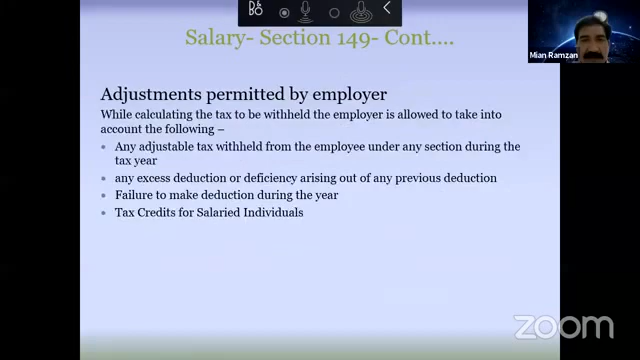 Salary- Section 149- Cont....
Mian Ramzan
Adjustments permitted by employer
While calculating the tax to be withheld the employer is allowed to take into
account the following –
• Any adjustable tax withheld from the employee under any section during the
tax year
• any excess deduction or deficiency arising out of any previous deduction
• Failure to make deduction during the year
• Tax Credits for Salaried Individuals
zoom